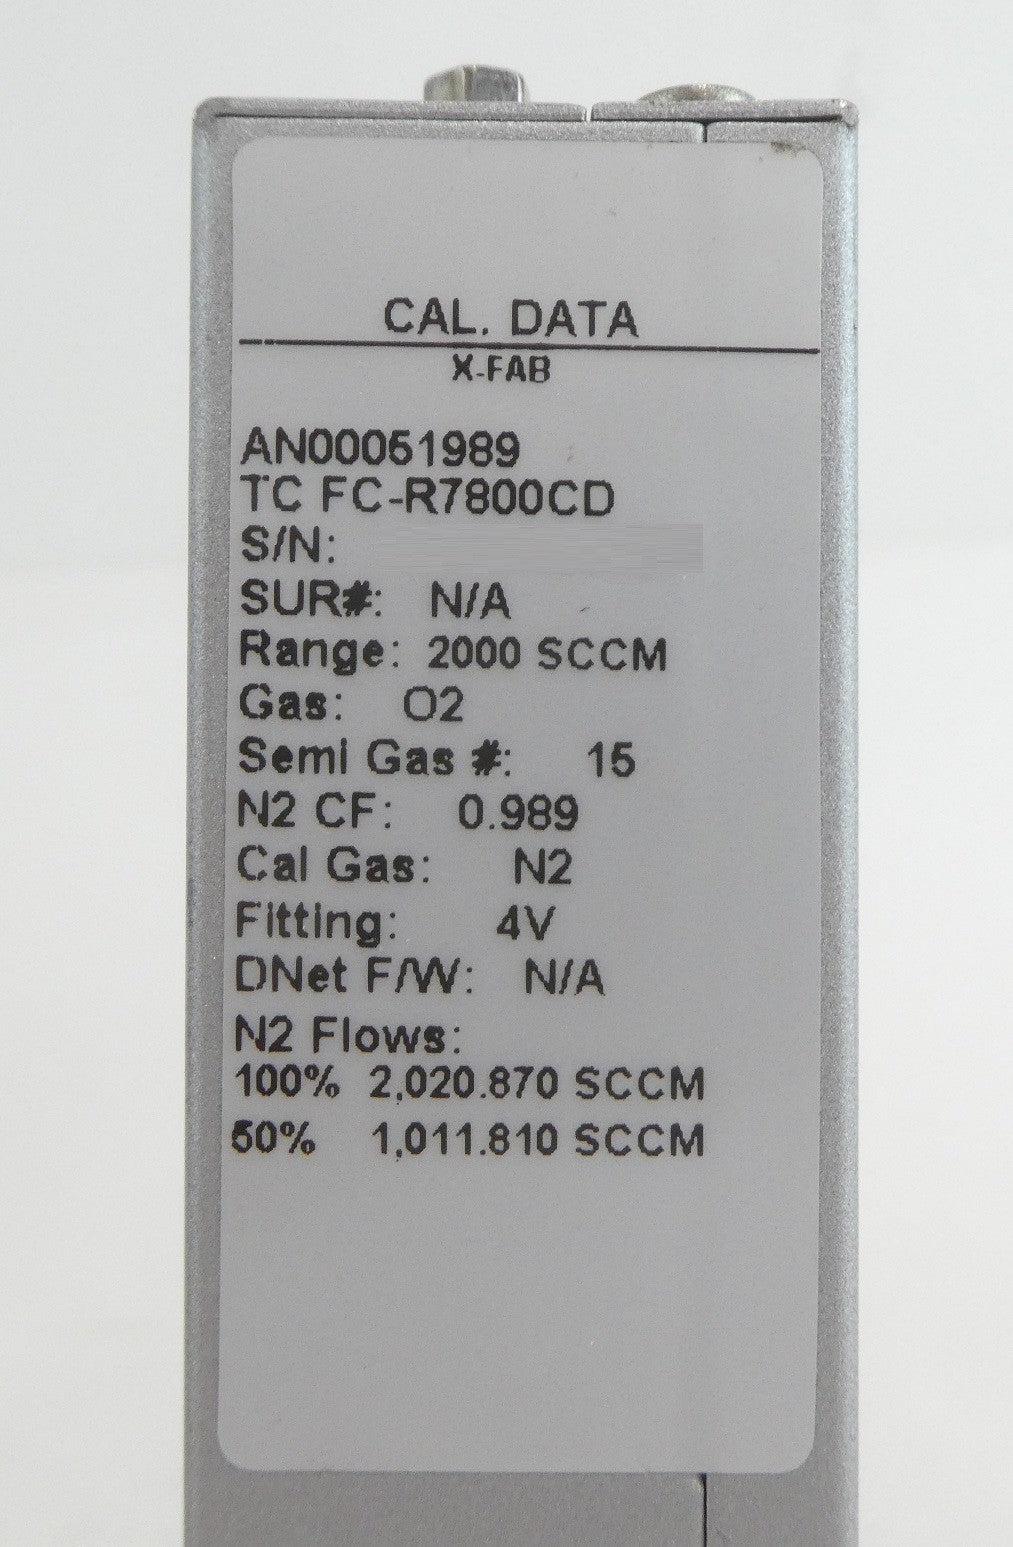 CAL. DATA
X-FAB
AN00051989
TC FC-R7800CD
S/N:
SUR#: N/A
Range: 2000 SCCM
Gas: O2
Semi Gas #: 15
N2 CF: 0.989
Cal Gas: N2
Fitting: 4V
DNet F/W: N/A
N2 Flows:
100% 2,020.870 SCCM
50% 1,011.810 SCCM